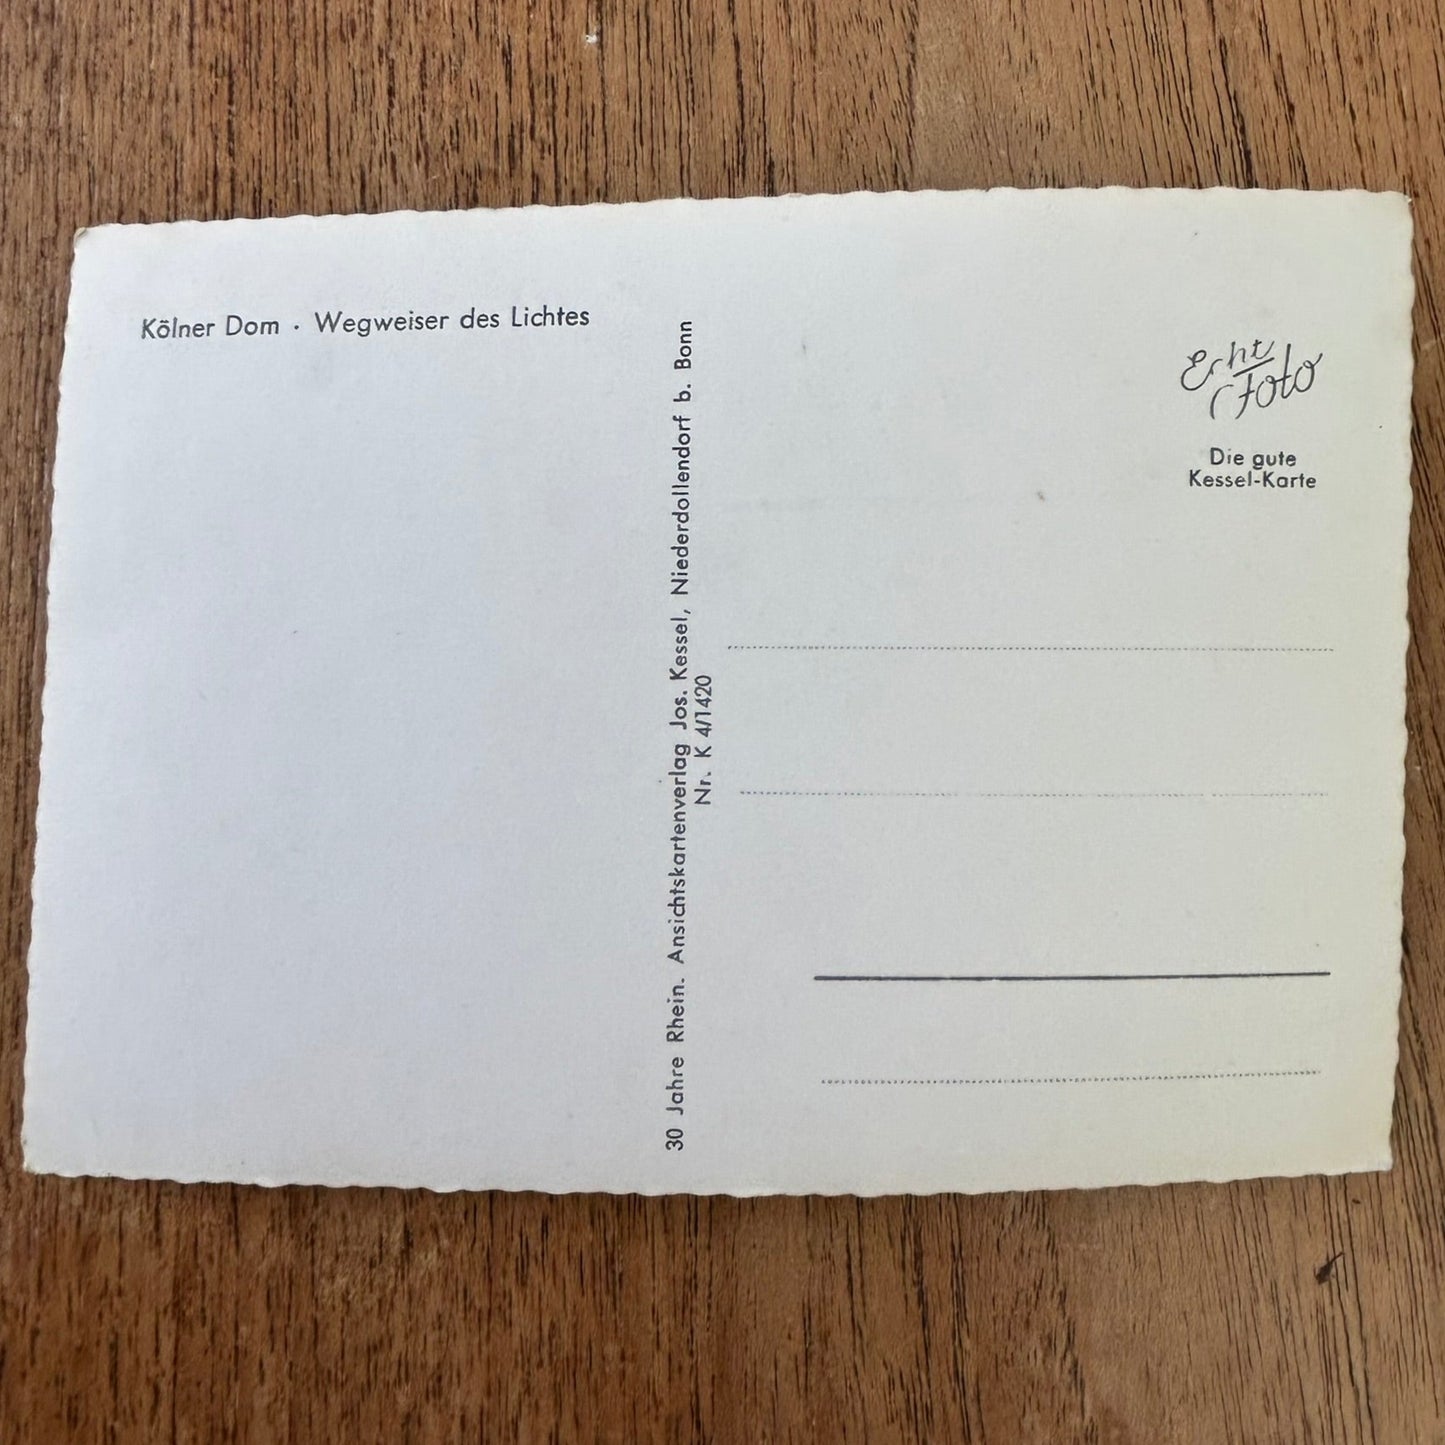 Kölner Dom · Wegweiser des Lichtes
30 Jahre Rhein. Ansichtskartenverlag Jos. Kessel, Niederdollendorf b. Bonn
Nr. K 4/1420
Echt
Foto
Die gute
Kessel-Karte